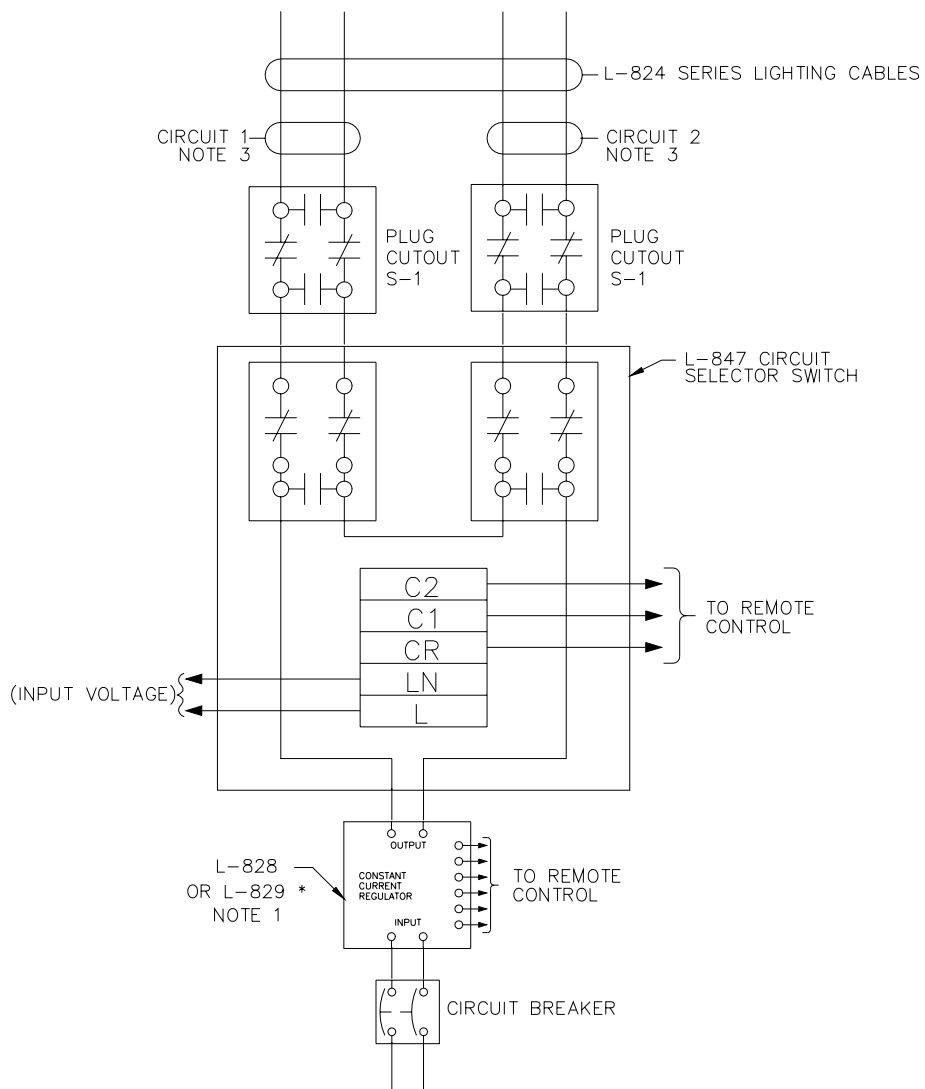 L-824 SERIES LIGHTING CABLES
CIRCUIT 1
NOTE 3
CIRCUIT 2
NOTE 3
PLUG
CUTOUT
S-1
PLUG
CUTOUT
S-1
L-847 CIRCUIT
SELECTOR SWITCH
C2
C1
CR
LN
L
TO REMOTE
CONTROL
(INPUT VOLTAGE)
OUTPUT
CONSTANT
CURRENT
REGULATOR
INPUT
L-828
OR L-829 *
NOTE 1
TO REMOTE
CONTROL
CIRCUIT BREAKER